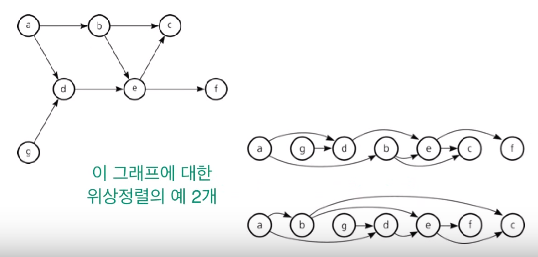 a b c
d e f
g
이 그래프에 대한
위상정렬의 예 2개
a g d b e c f
a b g d e f c